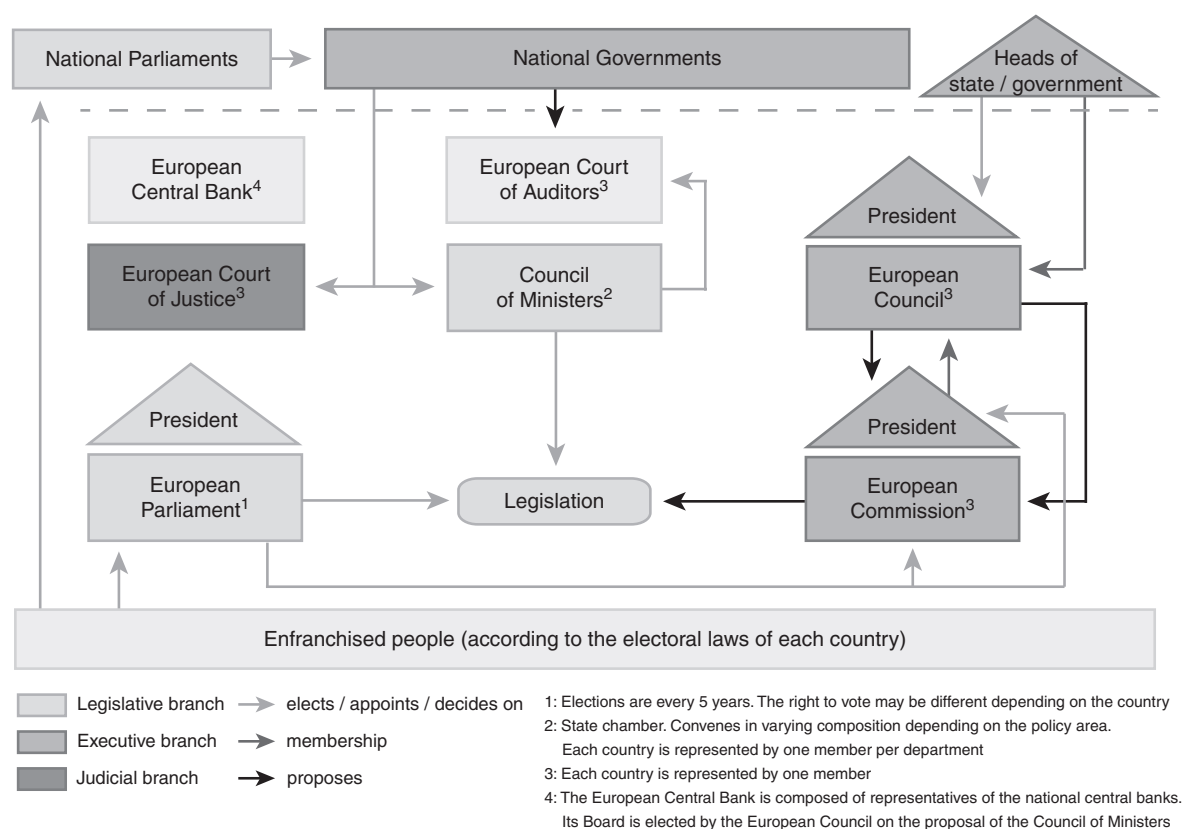 National Parliaments
National Governments
Heads of
state / government
European
Central Bank4
European Court
of Auditors3
President
European Court
of Justice3
Council
of Ministers2
European
Council3
President
President
European
Parliament1
Legislation
European
Commission3
Enfranchised people (according to the electoral laws of each country)
Legislative branch
elects / appoints / decides on
Executive branch
membership
Judicial branch
proposes
1: Elections are every 5 years. The right to vote may be different depending on the country
2: State chamber. Convenes in varying composition depending on the policy area.
Each country is represented by one member per department
3: Each country is represented by one member
4: The European Central Bank is composed of representatives of the national central banks.
Its Board is elected by the European Council on the proposal of the Council of Ministers